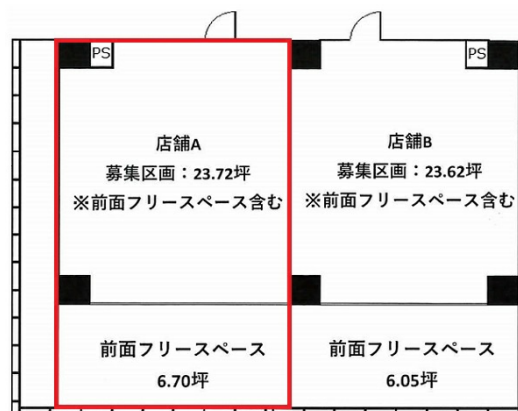 PS
PS
店舗A
募集区画：23.72坪
※前面フリースペース含む
店舗B
募集区画：23.62坪
※前面フリースペース含む
前面フリースペース
6.70坪
前面フリースペース
6.05坪